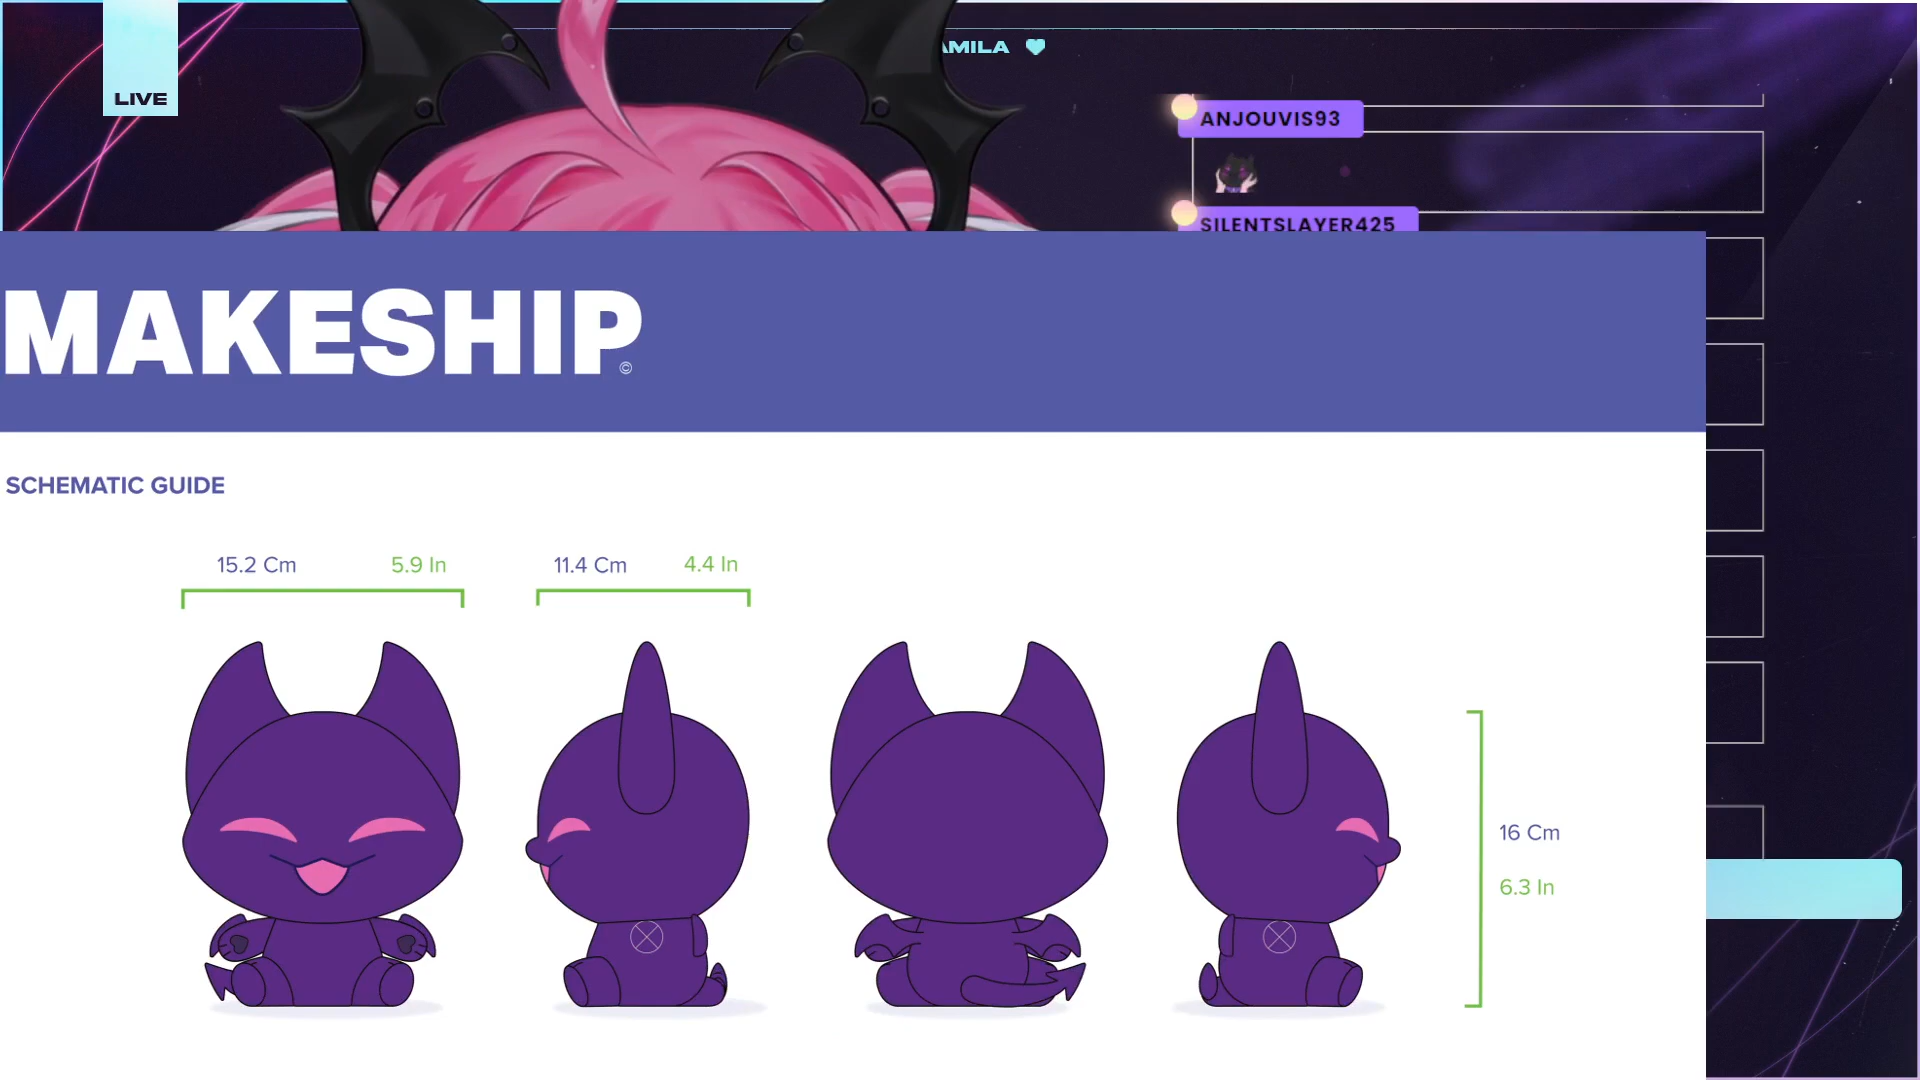 LIVE
AMILA
ANJOUVIS93
SILENTSLAYER425
MAKESHIP
©
SCHEMATIC GUIDE
15.2 Cm 5.9 In 11.4 Cm 4.4 In
16 Cm
6.3 In